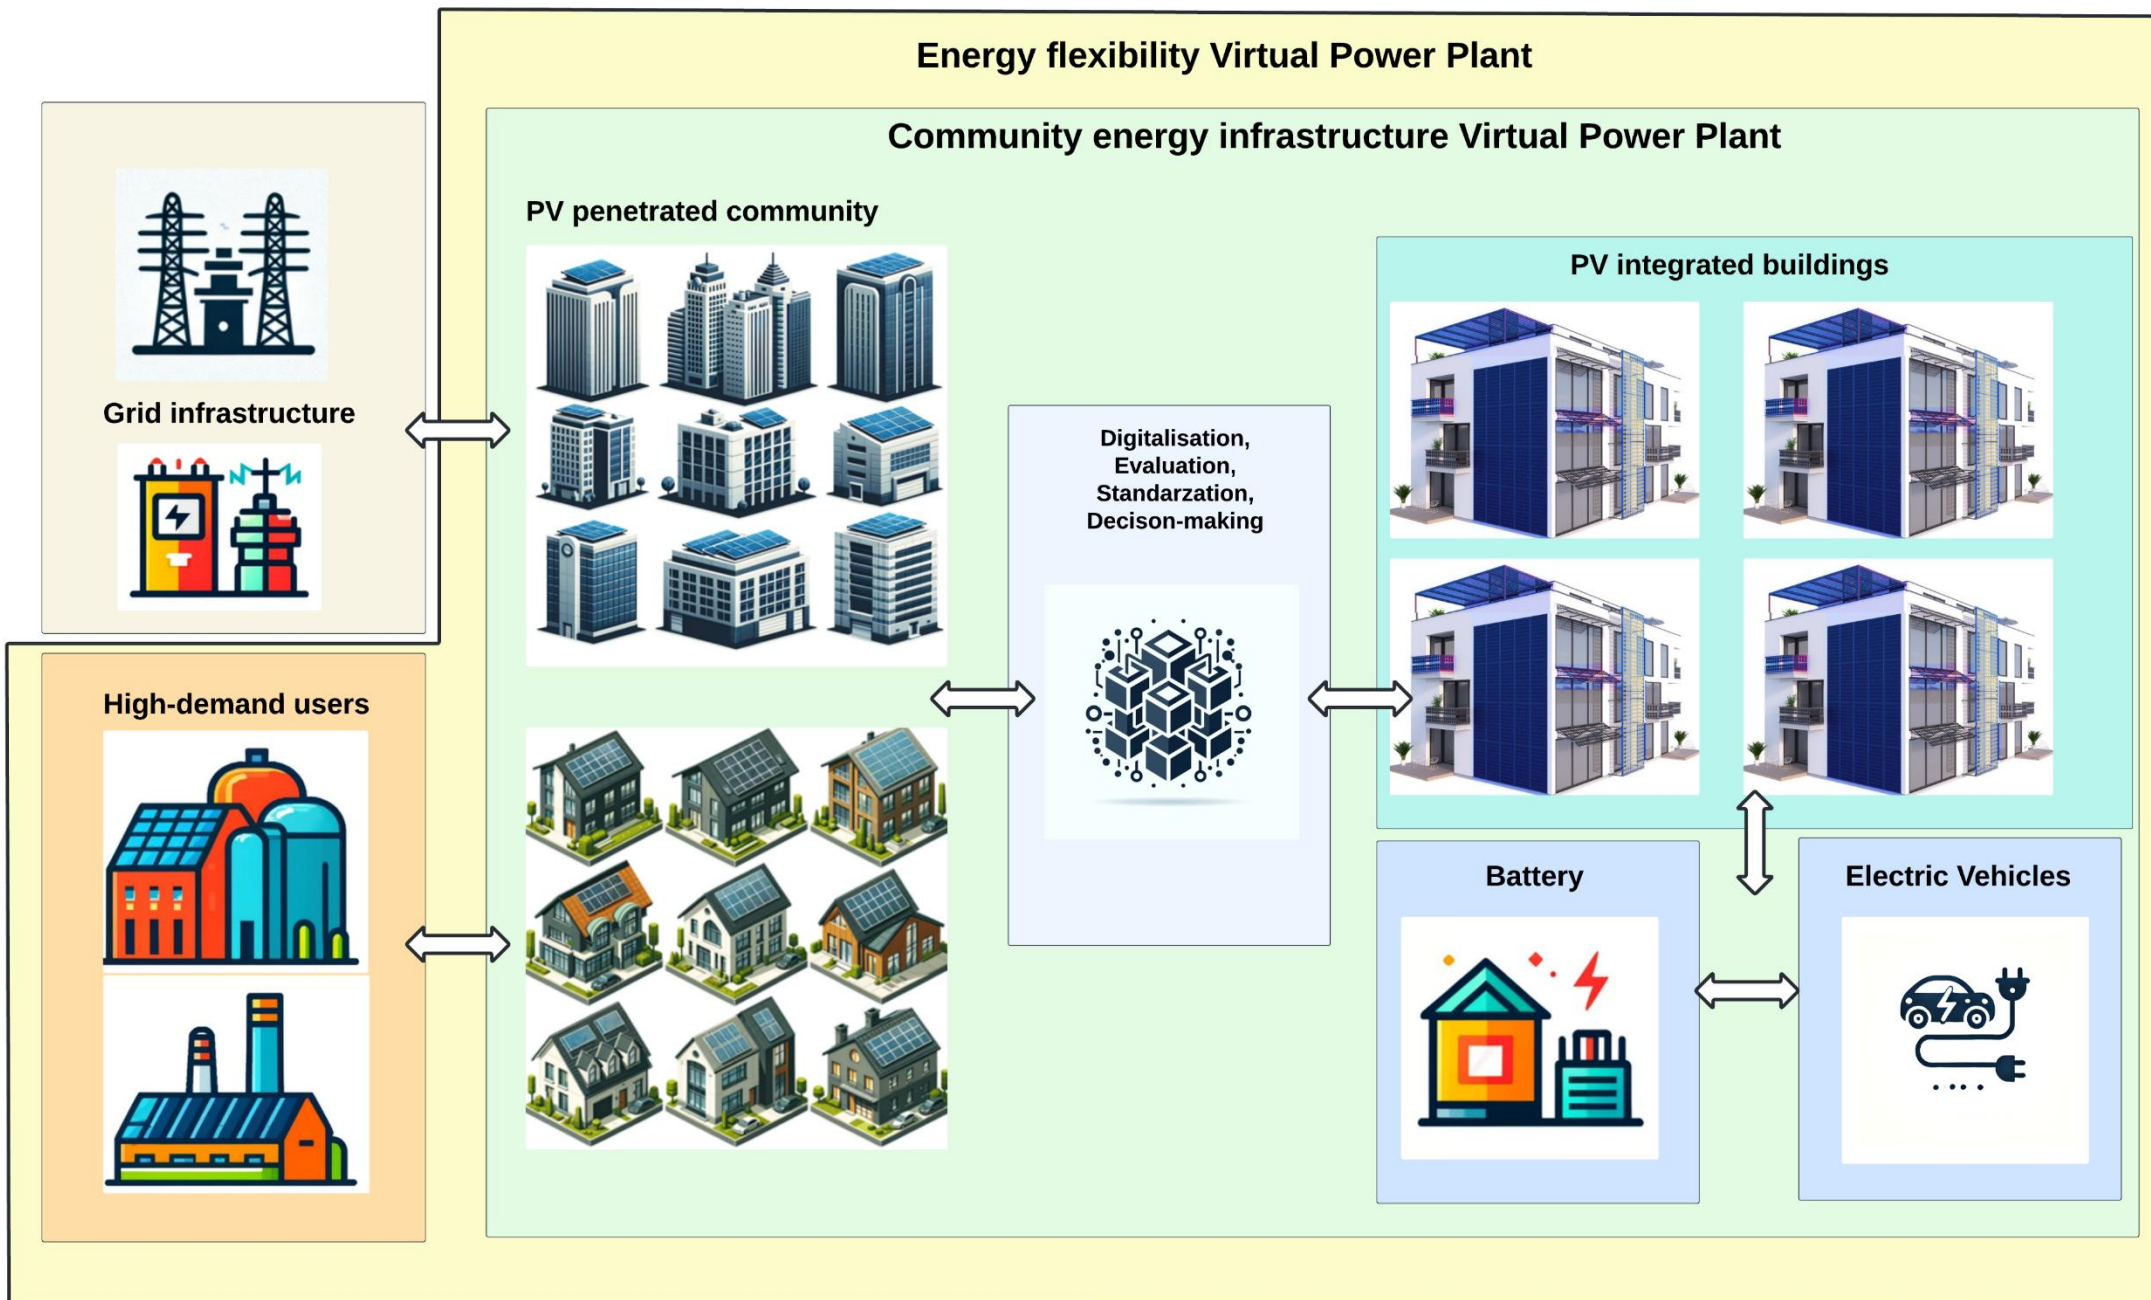 Energy flexibility Virtual Power Plant
Community energy infrastructure Virtual Power Plant
PV penetrated community
PV integrated buildings
Grid infrastructure
Digitalisation,
Evaluation,
Standarzation,
Decison-making
High-demand users
Battery
Electric Vehicles